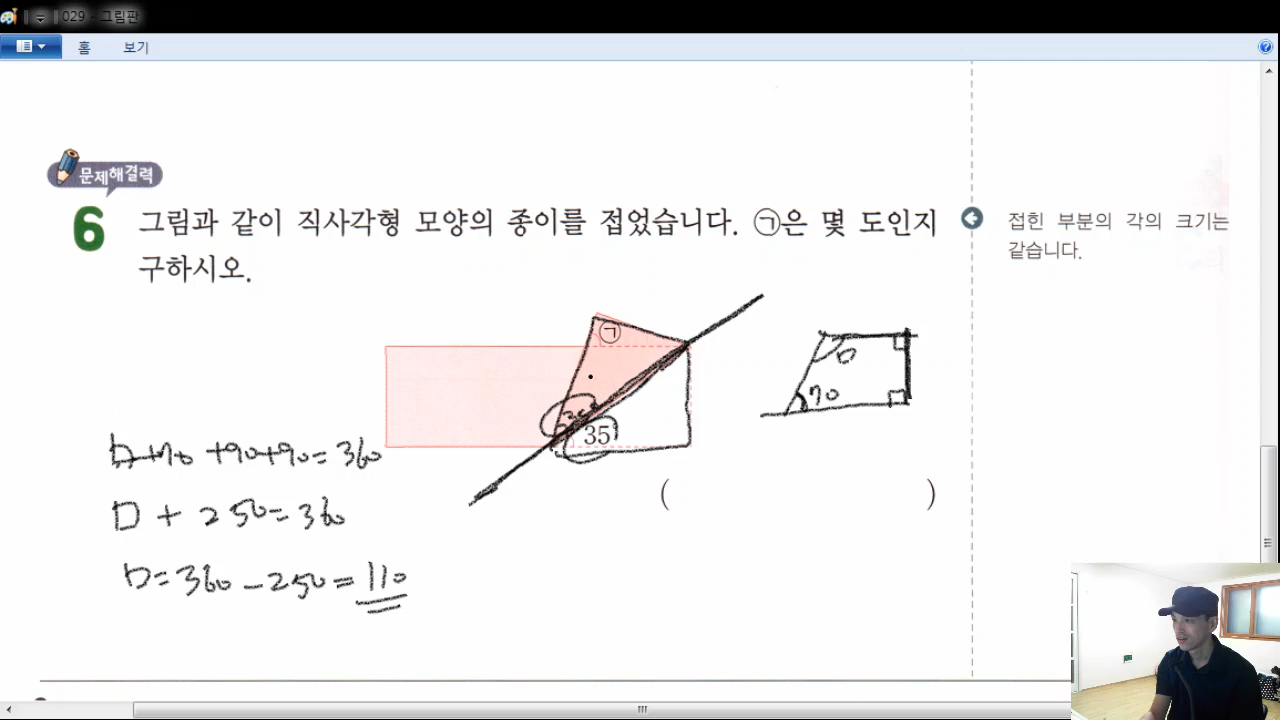 029 - 그림판
홈 보기
문제해결력
6 그림과 같이 직사각형 모양의 종이를 접었습니다. ㉠은 몇 도인지
구하시오.
접힌 부분의 각의 크기는
같습니다.
㉠
35
70
( )
□+70+90+90=360
□+250=360
□=360-250=110